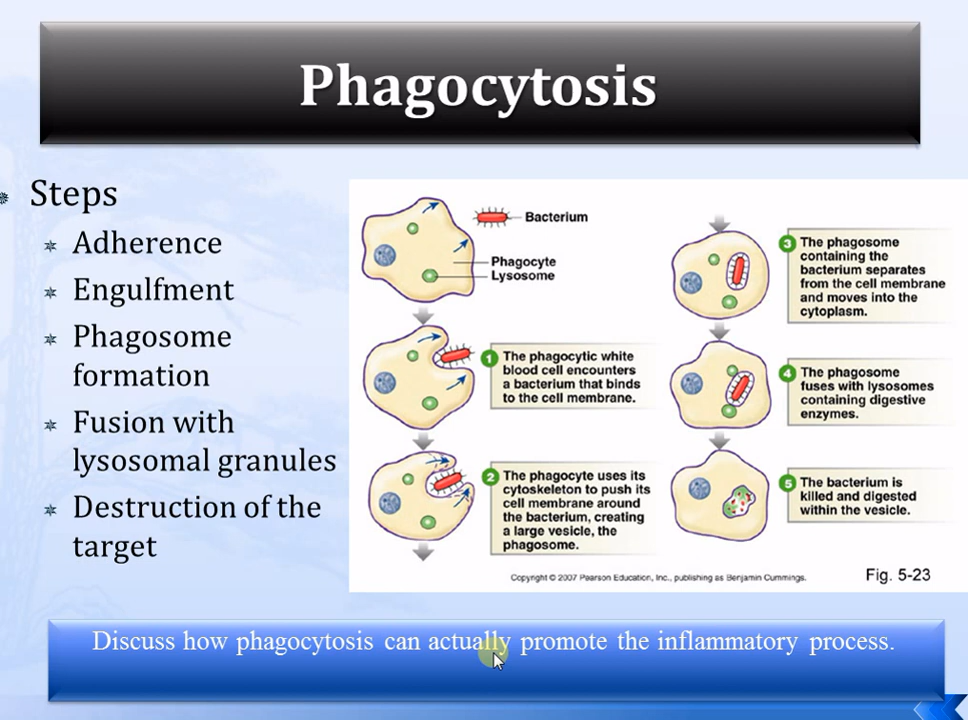 Phagocytosis
Steps
Adherence
Engulfment
Phagosome
formation
Fusion with
lysosomal granules
Destruction of the
target
Bacterium
Phagocyte
Lysosome
1 The phagocytic white
blood cell encounters
a bacterium that binds
to the cell membrane.
2 The phagocyte uses its
cytoskeleton to push its
cell membrane around
the bacterium, creating
a large vesicle, the
phagosome.
3 The phagosome
containing the
bacterium separates
from the cell membrane
and moves into the
cytoplasm.
4 The phagosome
fuses with lysosomes
containing digestive
enzymes.
5 The bacterium is
killed and digested
within the vesicle.
Copyright © 2007 Pearson Education, Inc., publishing as Benjamin Cummings.
Fig. 5-23
Discuss how phagocytosis can actually promote the inflammatory process.